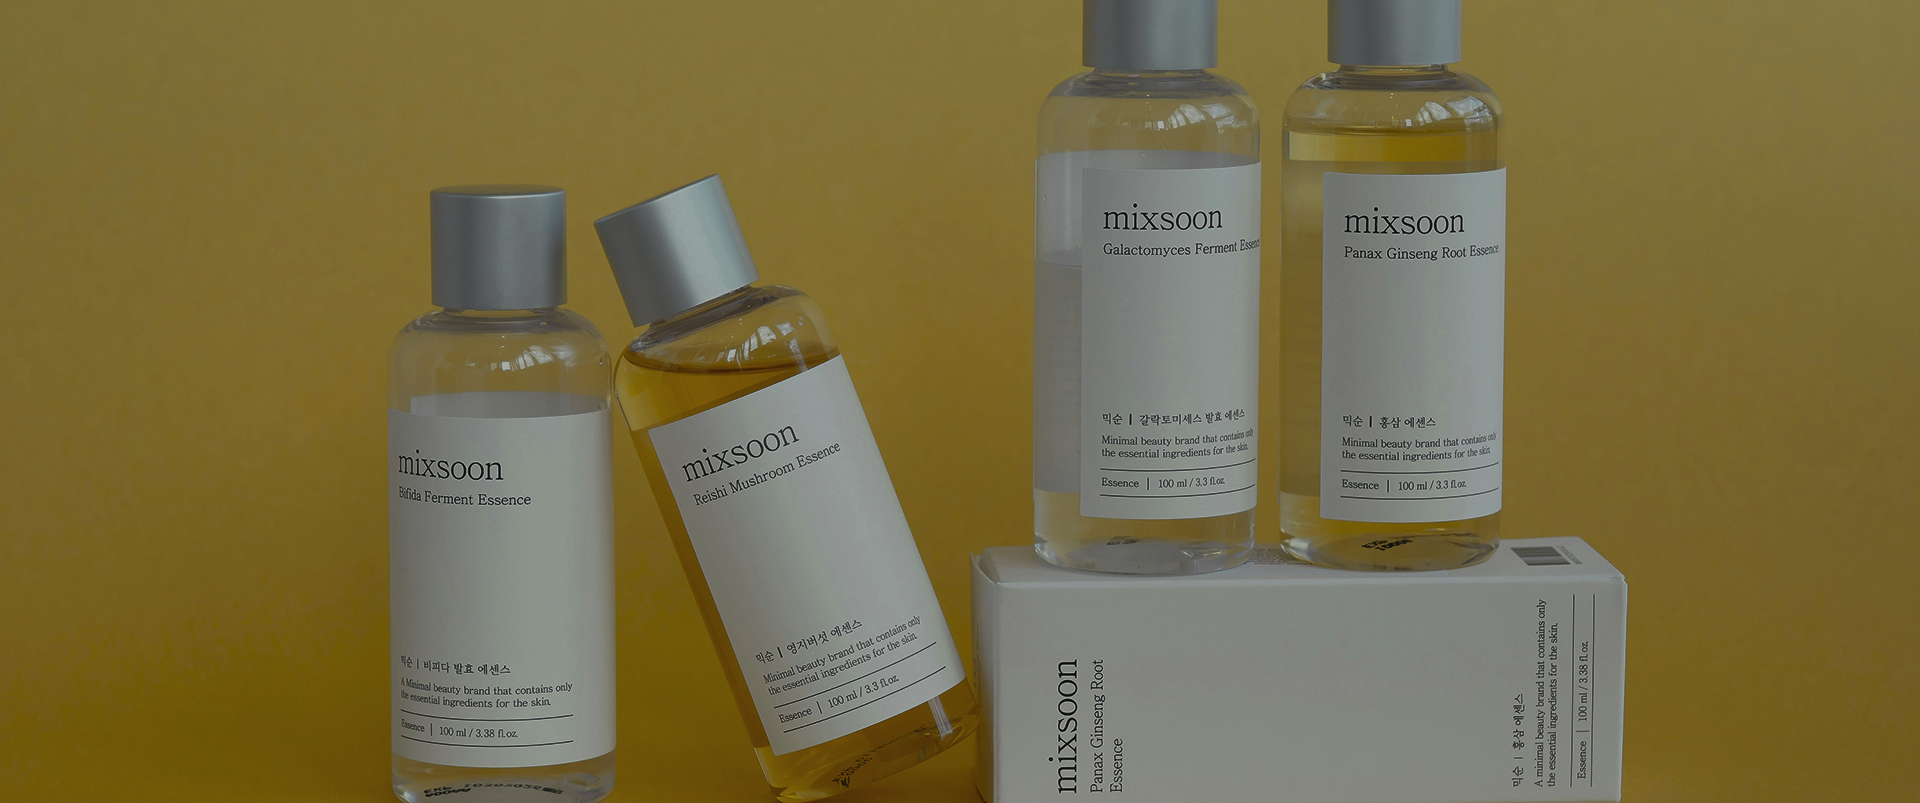 mixsoon
Bifida Ferment Essence
믹순 | 비피다 발효 에센스
A Minimal beauty brand that contains only
the essential ingredients for the skin.
Essence | 100 ml / 3.38 fl.oz.
mixsoon
Reishi Mushroom Essence
믹순 | 영지버섯 에센스
Minimal beauty brand that contains only
the essential ingredients for the skin.
Essence | 100 ml / 3.3 fl.oz.
mixsoon
Galactomyces Ferment Essence
믹순 | 갈락토미세스 발효 에센스
Minimal beauty brand that contains only
the essential ingredients for the skin.
Essence | 100 ml / 3.3 fl.oz.
mixsoon
Panax Ginseng Root Essence
믹순 | 홍삼 에센스
Minimal beauty brand that contains only
the essential ingredients for the skin.
Essence | 100 ml / 3.3 fl.oz.
mixsoon
Panax Ginseng Root
Essence
믹순 | 홍삼 에센스
A minimal beauty brand that contains only
the essential ingredients for the skin.
Essence | 100 ml / 3.38 fl.oz.